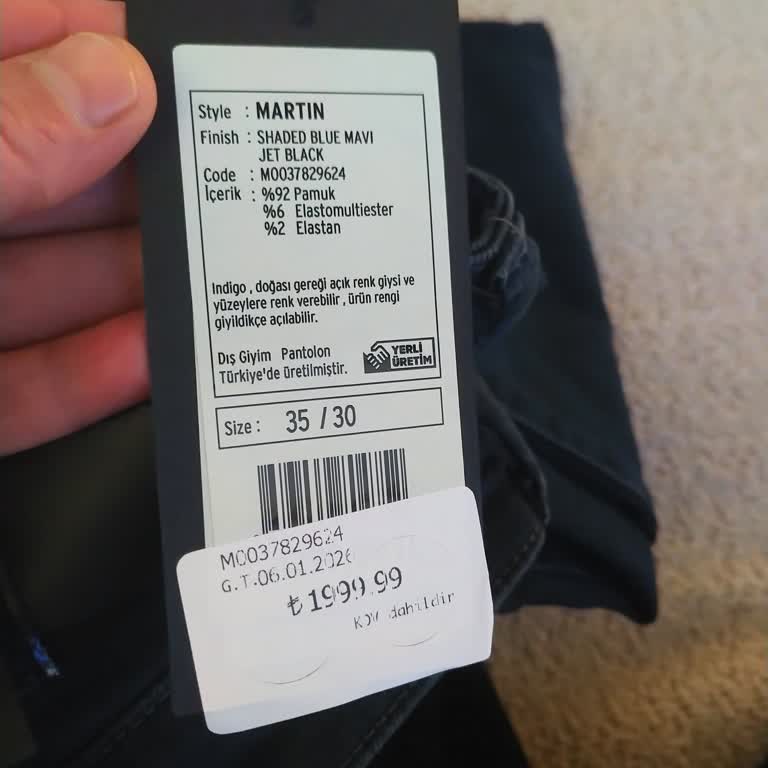 Style : MARTIN
Finish : SHADED BLUE MAVI
JET BLACK
Code : M0037829624
İçerik : %92 Pamuk
%6 Elastomultiester
%2 Elastan
Indigo , doğası gereği açık renk giysi ve
yüzeylere renk verebilir , ürün rengi
giyildikçe açılabilir.
Dış Giyim Pantolon
Türkiye'de üretilmiştir.
YERLİ
ÜRETİM
Size : 35 / 30
M0037829624
G.T.06.01.2026
₺1999.99
KDV dahildir